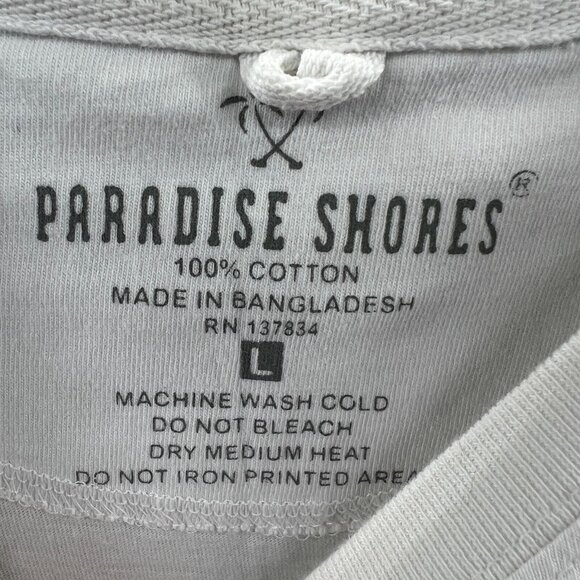 PARADISE SHORES®
100% COTTON
MADE IN BANGLADESH
RN 137834
L
MACHINE WASH COLD
DO NOT BLEACH
DRY MEDIUM HEAT
DO NOT IRON PRINTED AREA